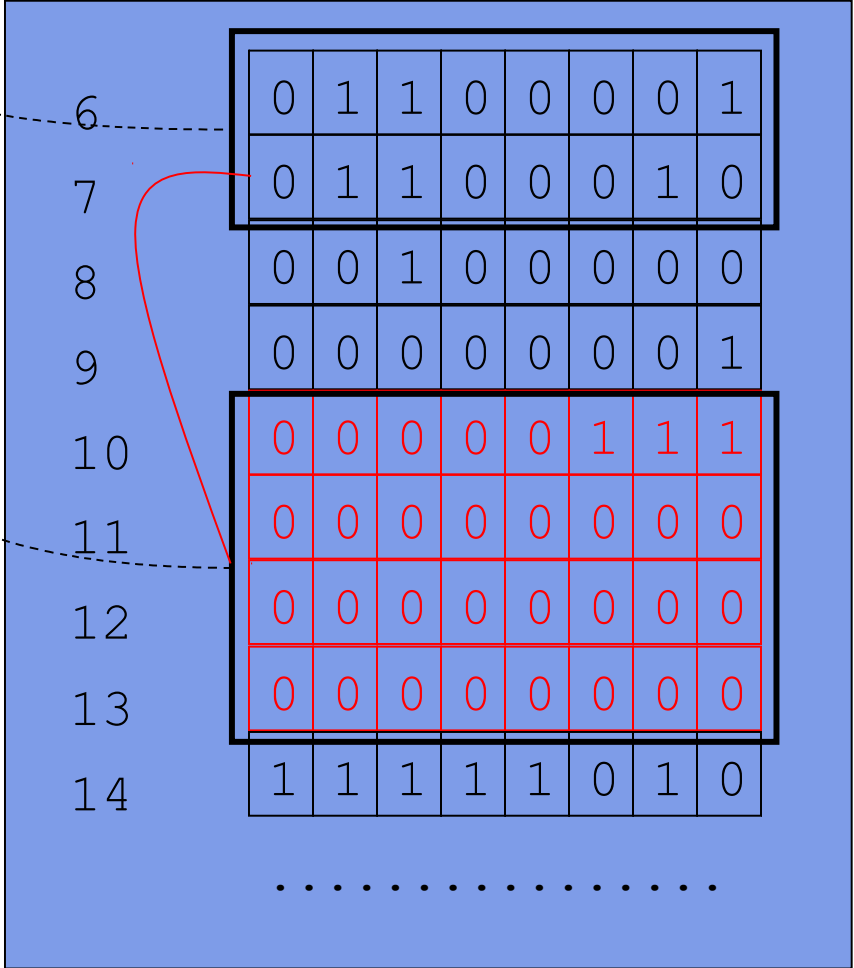 6 0 1 1 0 0 0 0 1
7 0 1 1 0 0 0 1 0
8 0 0 1 0 0 0 0 0
9 0 0 0 0 0 0 0 1
10 0 0 0 0 0 1 1 1
11 0 0 0 0 0 0 0 0
12 0 0 0 0 0 0 0 0
13 0 0 0 0 0 0 0 0
14 1 1 1 1 1 0 1 0
................